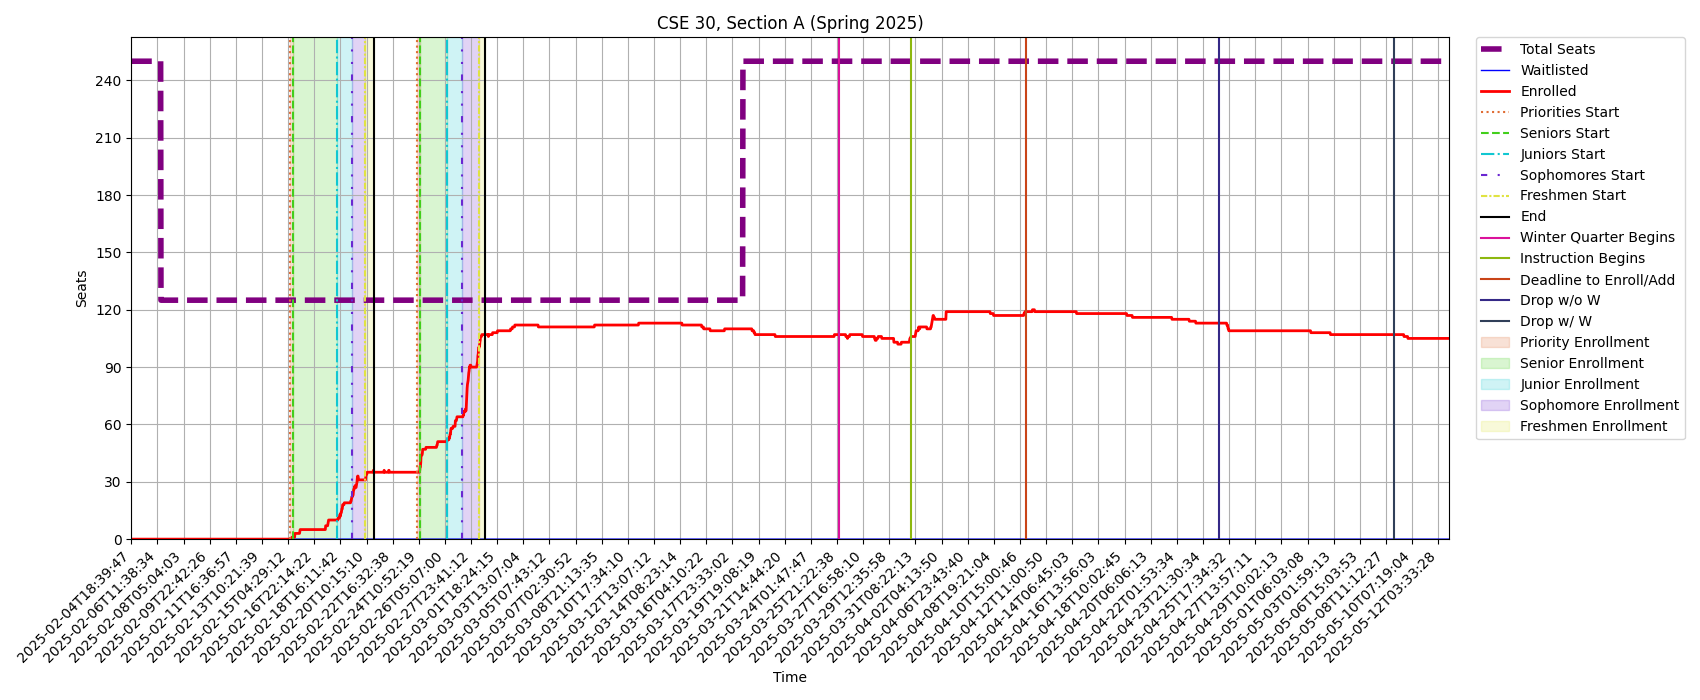 CSE 30, Section A (Spring 2025)
Seats
240
210
180
150
120
90
60
30
0
2025-02-04T18:39:47
2025-02-06T11:38:34
2025-02-08T05:04:03
2025-02-09T22:42:26
2025-02-11T16:36:57
2025-02-13T10:21:39
2025-02-15T04:29:12
2025-02-16T22:14:22
2025-02-18T16:11:42
2025-02-20T10:15:10
2025-02-22T16:32:38
2025-02-24T10:52:19
2025-02-26T05:07:00
2025-02-27T23:41:12
2025-03-01T18:24:15
2025-03-03T13:07:04
2025-03-05T07:43:12
2025-03-07T02:30:52
2025-03-08T21:13:35
2025-03-10T17:34:10
2025-03-12T13:07:12
2025-03-14T08:23:14
2025-03-16T04:10:22
2025-03-17T23:33:02
2025-03-19T19:08:19
2025-03-21T14:44:20
2025-03-24T01:47:47
2025-03-25T21:22:38
2025-03-27T16:58:10
2025-03-29T12:35:58
2025-03-31T08:22:13
2025-04-02T04:13:50
2025-04-06T23:43:40
2025-04-08T19:21:04
2025-04-10T15:00:46
2025-04-12T11:00:50
2025-04-14T06:45:03
2025-04-16T13:56:03
2025-04-18T10:02:45
2025-04-20T06:06:13
2025-04-22T01:53:34
2025-04-23T21:30:34
2025-04-25T17:34:32
2025-04-27T13:57:11
2025-04-29T10:02:13
2025-05-01T06:03:08
2025-05-03T01:59:13
2025-05-06T15:03:53
2025-05-08T11:12:27
2025-05-10T07:19:04
2025-05-12T03:33:28
Time
Total Seats
Waitlisted
Enrolled
Priorities Start
Seniors Start
Juniors Start
Sophomores Start
Freshmen Start
End
Winter Quarter Begins
Instruction Begins
Deadline to Enroll/Add
Drop w/o W
Drop w/ W
Priority Enrollment
Senior Enrollment
Junior Enrollment
Sophomore Enrollment
Freshmen Enrollment